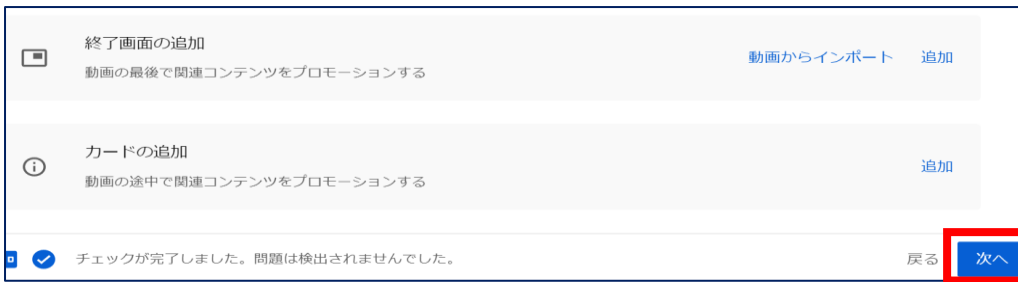 終了画面の追加
動画の最後で関連コンテンツをプロモーションする
動画からインポート 追加
カードの追加
動画の途中で関連コンテンツをプロモーションする
追加
チェックが完了しました。問題は検出されませんでした。
戻る 次へ